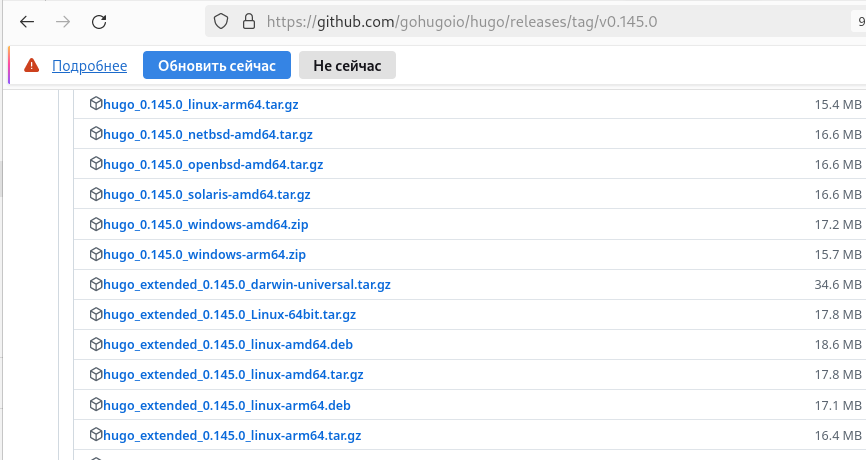 https://github.com/gohugoio/hugo/releases/tag/v0.145.0 9
Подробнее Обновить сейчас Не сейчас
hugo_0.145.0_linux-arm64.tar.gz 15.4 MB
hugo_0.145.0_netbsd-amd64.tar.gz 16.6 MB
hugo_0.145.0_openbsd-amd64.tar.gz 16.6 MB
hugo_0.145.0_solaris-amd64.tar.gz 16.6 MB
hugo_0.145.0_windows-amd64.zip 17.2 MB
hugo_0.145.0_windows-arm64.zip 15.7 MB
hugo_extended_0.145.0_darwin-universal.tar.gz 34.6 MB
hugo_extended_0.145.0_Linux-64bit.tar.gz 17.8 MB
hugo_extended_0.145.0_linux-amd64.deb 18.6 MB
hugo_extended_0.145.0_linux-amd64.tar.gz 17.8 MB
hugo_extended_0.145.0_linux-arm64.deb 17.1 MB
hugo_extended_0.145.0_linux-arm64.tar.gz 16.4 MB